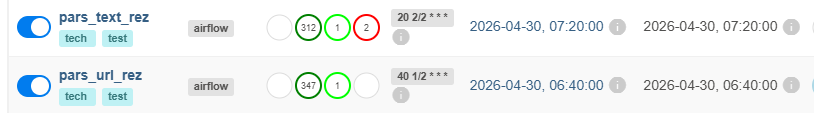 pars_text_rez
tech test
airflow
312 1 2
20 2/2 * * *
2026-04-30, 07:20:00
2026-04-30, 07:20:00
pars_url_rez
tech test
airflow
347 1
40 1/2 * * *
2026-04-30, 06:40:00
2026-04-30, 06:40:00